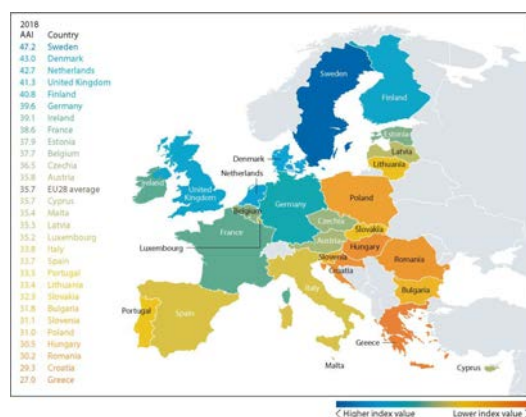 2018
AAI Country
47.2 Sweden
43.0 Denmark
42.7 Netherlands
41.3 United Kingdom
40.8 Finland
39.6 Germany
39.1 Ireland
38.6 France
37.9 Estonia
37.7 Belgium
36.5 Czechia
35.8 Austria
35.7 EU28 average
35.7 Cyprus
35.4 Malta
35.3 Latvia
35.2 Luxembourg
33.8 Italy
33.7 Spain
33.5 Portugal
33.4 Lithuania
32.3 Slovakia
31.8 Bulgaria
31.1 Slovenia
31.0 Poland
30.5 Hungary
30.2 Romania
29.3 Croatia
27.9 Greece
Sweden
Finland
Estonia
Latvia
Lithuania
Denmark
Netherlands
Ireland
United
Kingdom
Belgium
Germany
Poland
Luxembourg
France
Czechia
Slovakia
Austria
Hungary
Slovenia
Croatia
Romania
Bulgaria
Portugal
Spain
Italy
Greece
Malta
Cyprus
< Higher index value
Lower index value